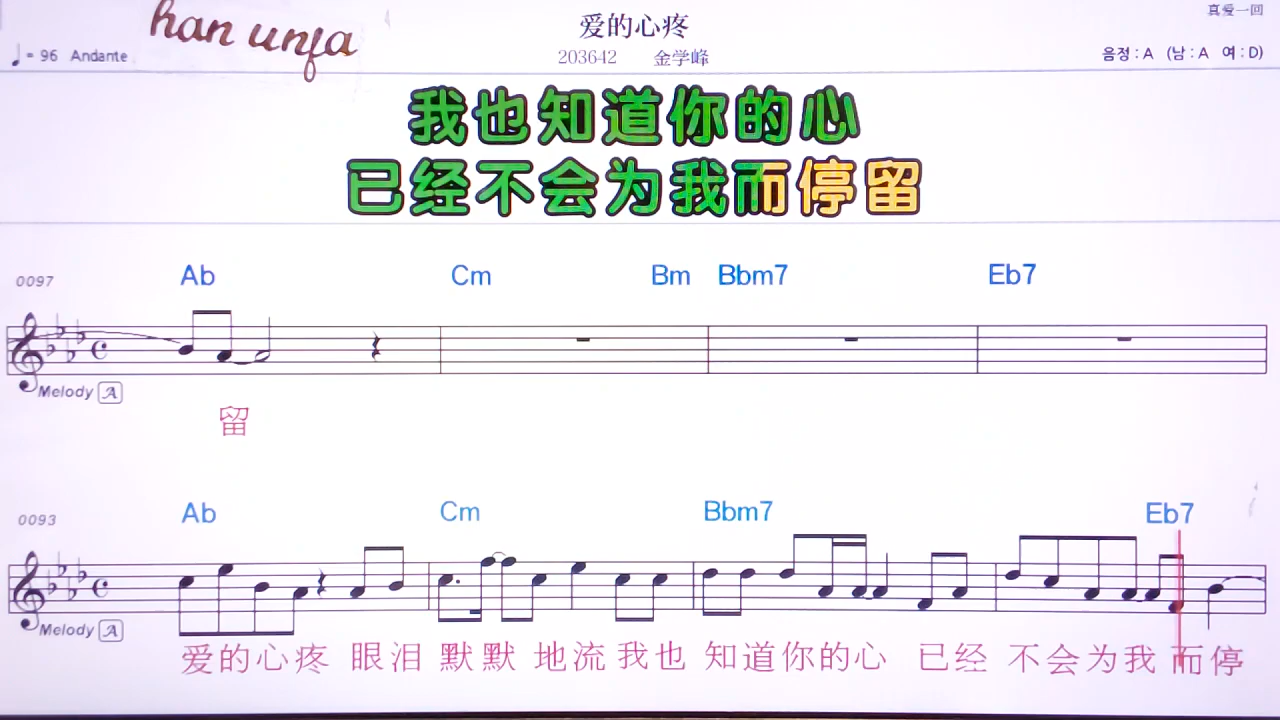 han unfa
爱的心疼
真爱一回
= 96 Andante
203642 金学峰
음정 : A (남 : A 여 : D)
我也知道你的心
已经不会为我而停留
0097
Ab Cm Bm Bbm7 Eb7
Melody A
留
0093
Ab Cm Bbm7 Eb7
Melody A
爱的心疼 眼泪 默默 地流我也 知道你的心 已经 不会为我 而停